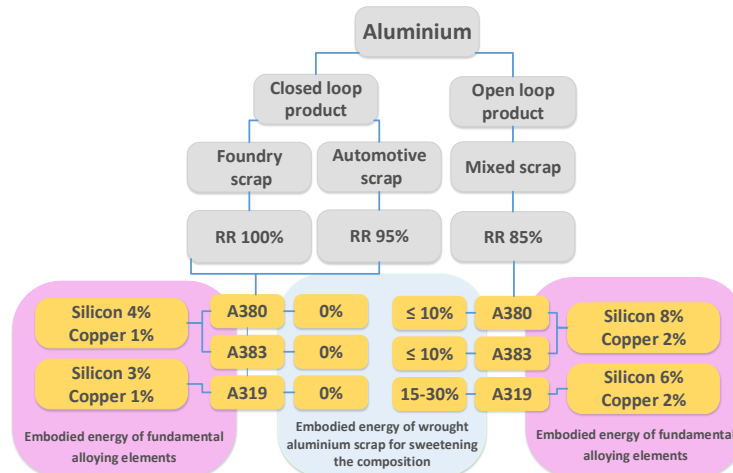 Aluminium
Closed loop
product
Open loop
product
Foundry
scrap
Automotive
scrap
Mixed scrap
RR 100%
RR 95%
RR 85%
Silicon 4%
Copper 1%
A380
0%
≤ 10%
A380
Silicon 8%
Copper 2%
A383
0%
≤ 10%
A383
Silicon 3%
Copper 1%
A319
0%
15-30%
A319
Silicon 6%
Copper 2%
Embodied energy of fundamental
alloying elements
Embodied energy of wrought
aluminium scrap for sweetening
the composition
Embodied energy of fundamental
alloying elements